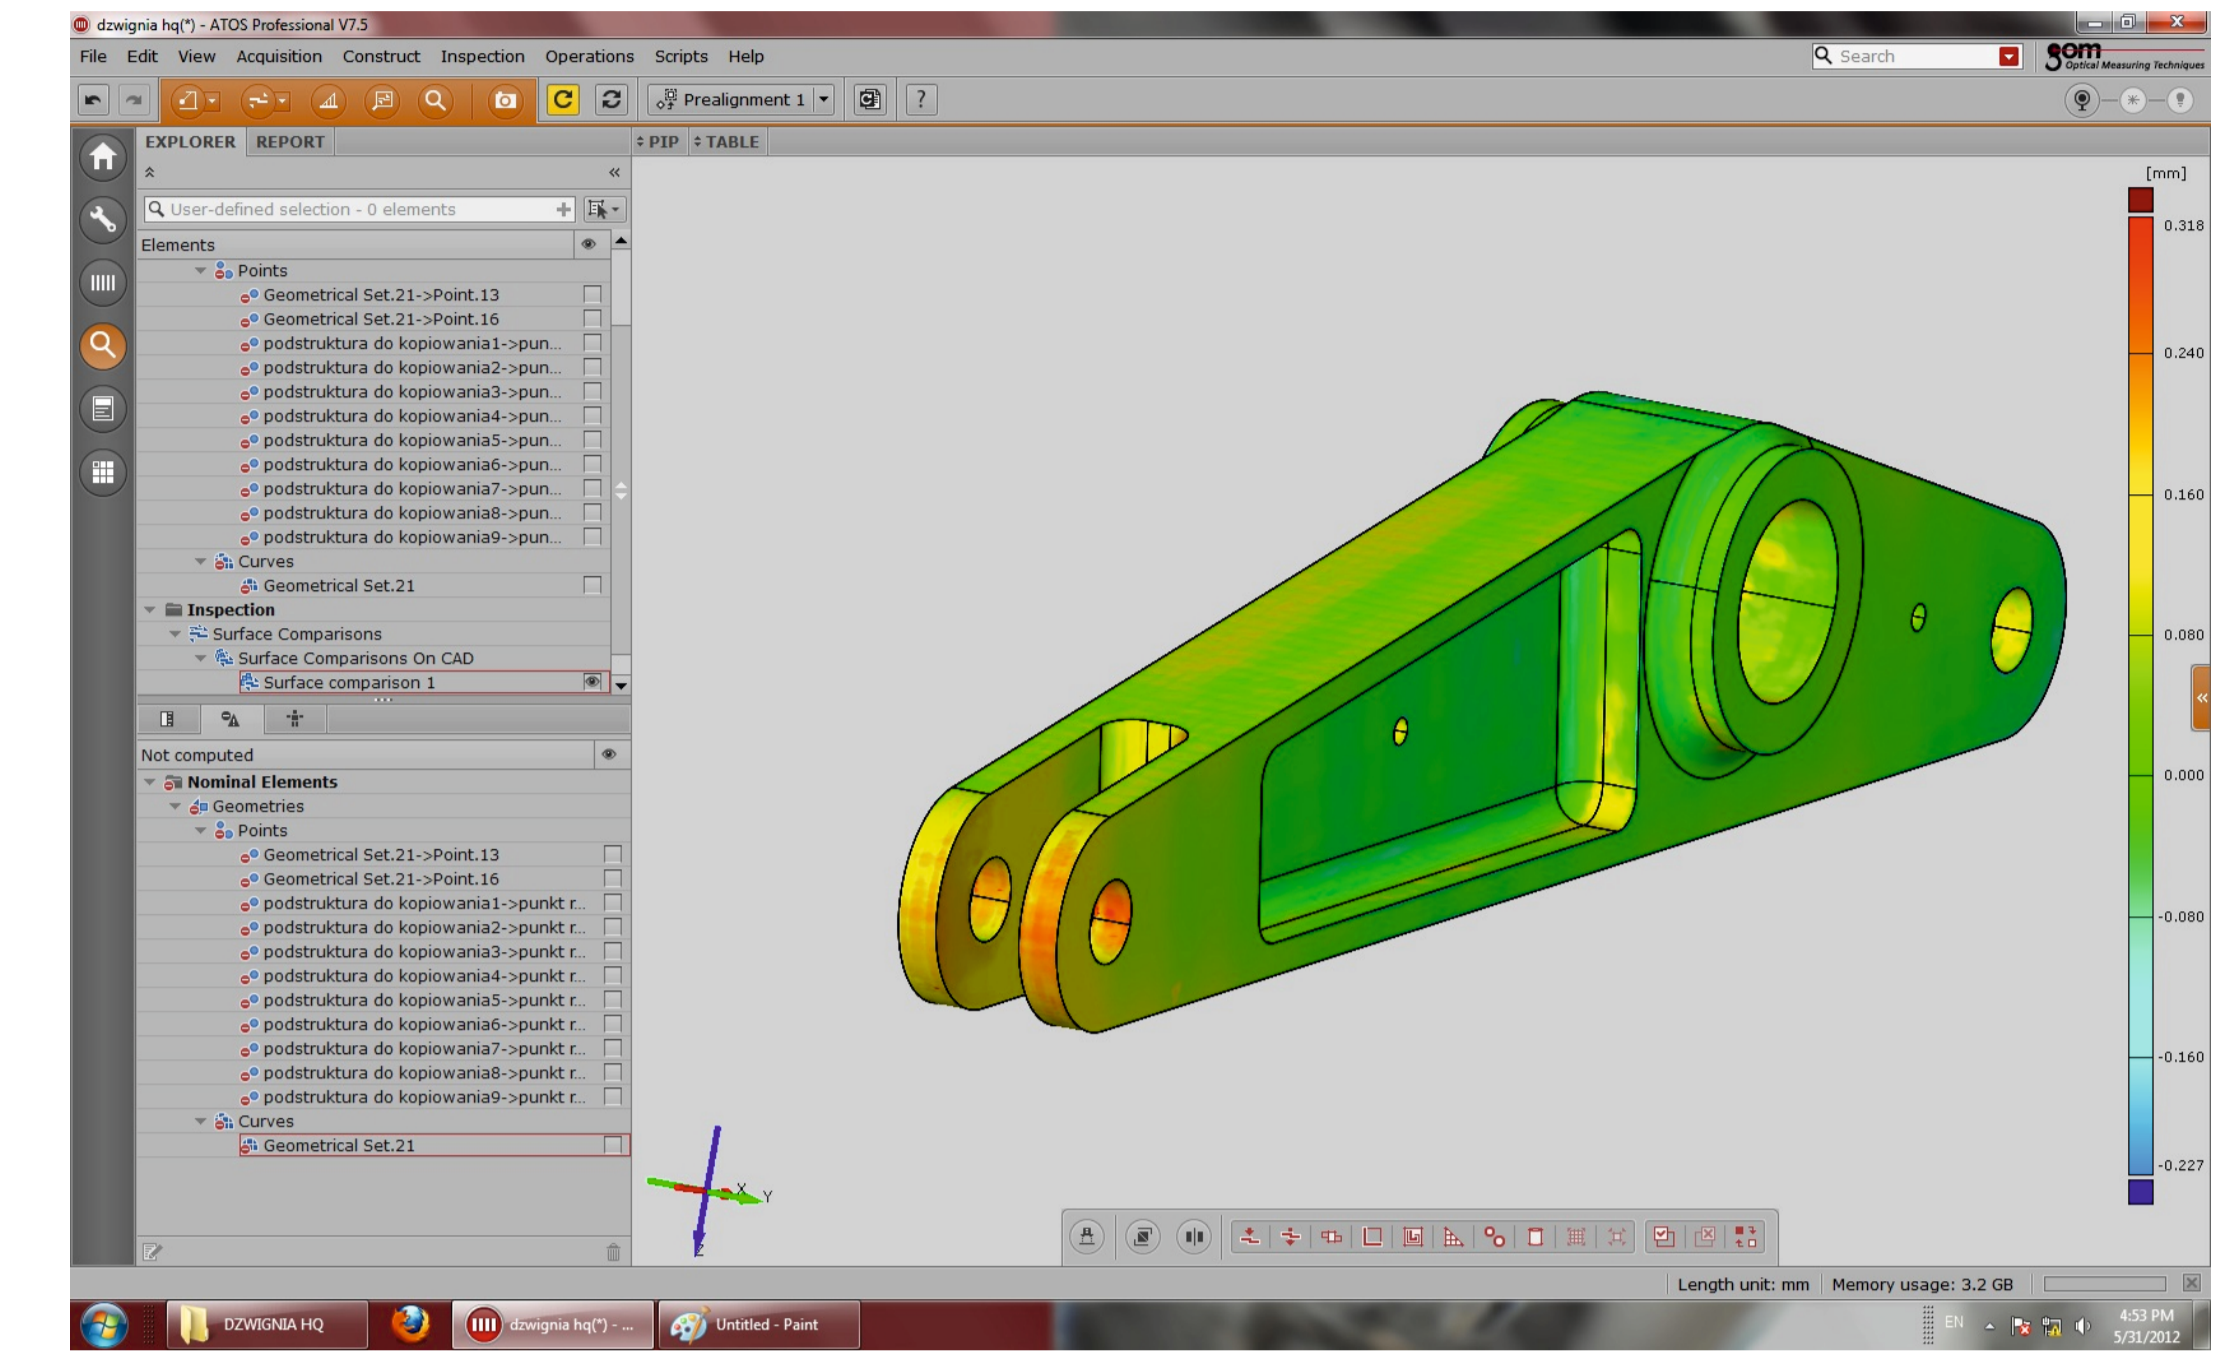 dzwignia hq(*) - ATOS Professional V7.5
File Edit View Acquisition Construct Inspection Operations Scripts Help
Search
gom
Optical Measuring Techniques
Prealignment 1
?
EXPLORER REPORT
PIP TABLE
User-defined selection - 0 elements
Elements
Points
Geometrical Set.21->Point.13
Geometrical Set.21->Point.16
podstruktura do kopiowania1->pun...
podstruktura do kopiowania2->pun...
podstruktura do kopiowania3->pun...
podstruktura do kopiowania4->pun...
podstruktura do kopiowania5->pun...
podstruktura do kopiowania6->pun...
podstruktura do kopiowania7->pun...
podstruktura do kopiowania8->pun...
podstruktura do kopiowania9->pun...
Curves
Geometrical Set.21
Inspection
Surface Comparisons
Surface Comparisons On CAD
Surface comparison 1
Not computed
Nominal Elements
Geometries
Points
Geometrical Set.21->Point.13
Geometrical Set.21->Point.16
podstruktura do kopiowania1->punkt r...
podstruktura do kopiowania2->punkt r...
podstruktura do kopiowania3->punkt r...
podstruktura do kopiowania4->punkt r...
podstruktura do kopiowania5->punkt r...
podstruktura do kopiowania6->punkt r...
podstruktura do kopiowania7->punkt r...
podstruktura do kopiowania8->punkt r...
podstruktura do kopiowania9->punkt r...
Curves
Geometrical Set.21
[mm]
0.318
0.240
0.160
0.080
0.000
-0.080
-0.160
-0.227
X
Y
Z
Length unit: mm Memory usage: 3.2 GB
DZWIGNIA HQ
dzwignia hq(*) - ...
Untitled - Paint
EN
4:53 PM
5/31/2012